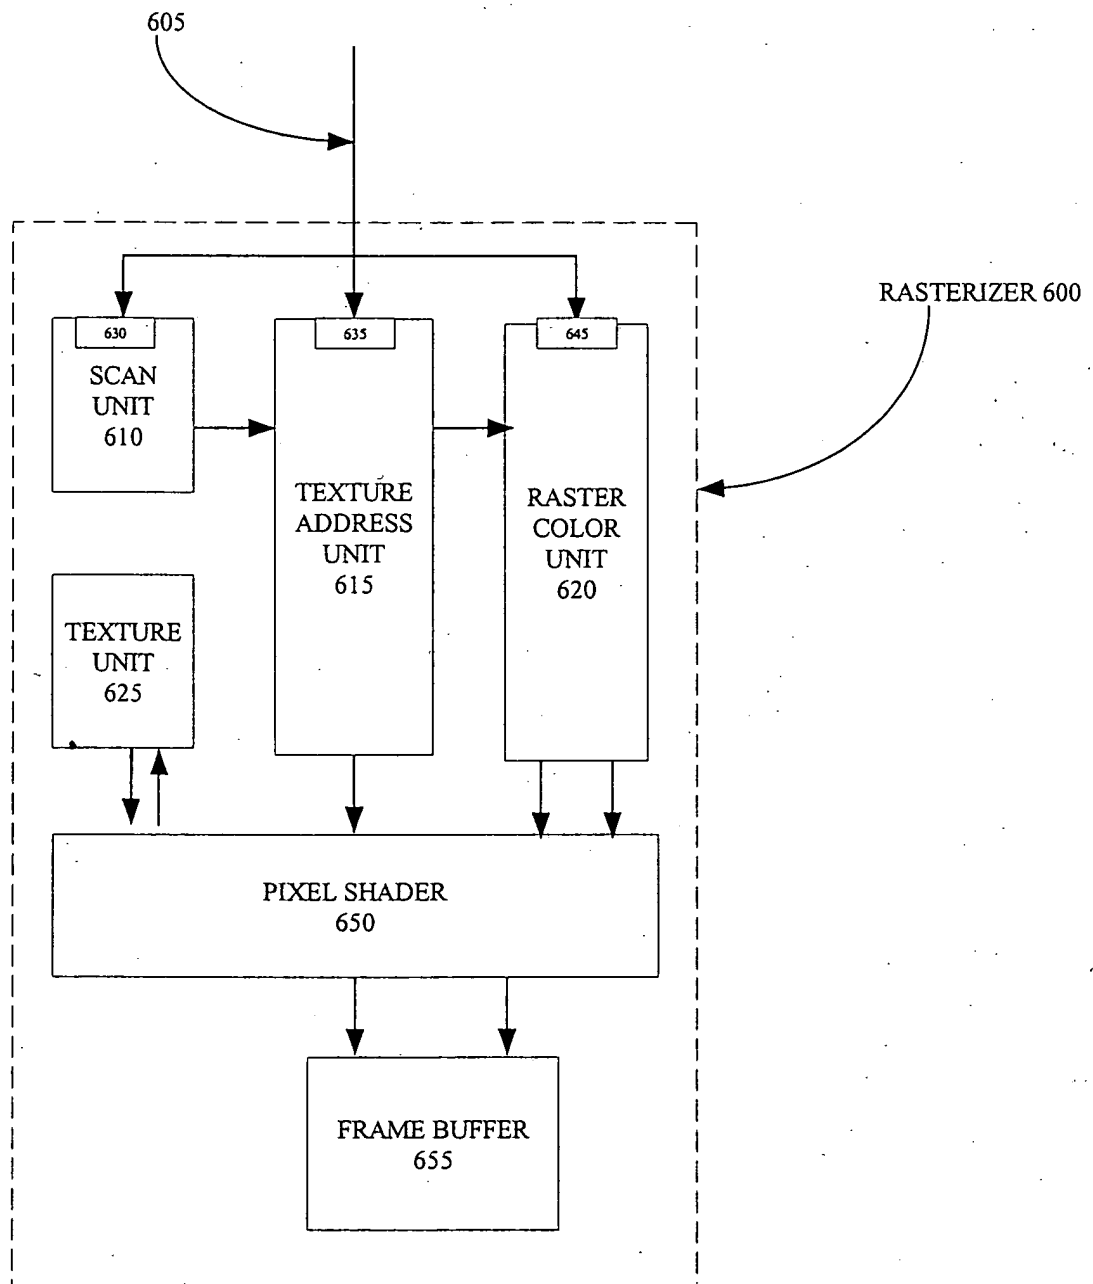 605
RASTERIZER 600
630
635
645
SCAN
UNIT
610
TEXTURE
ADDRESS
UNIT
615
RASTER
COLOR
UNIT
620
TEXTURE
UNIT
625
PIXEL SHADER
650
FRAME BUFFER
655